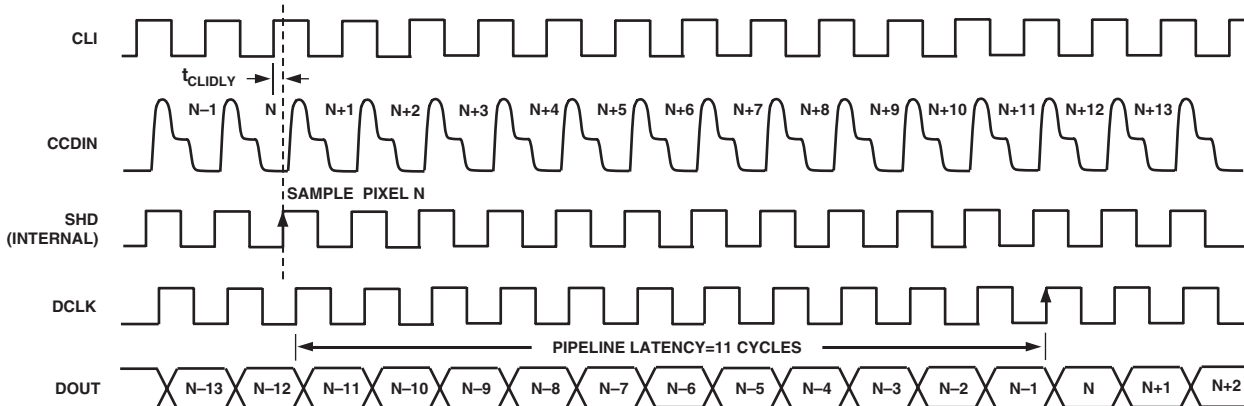 CLI
tCLIDLY
N–1 N N+1 N+2 N+3 N+4 N+5 N+6 N+7 N+8 N+9 N+10 N+11 N+12 N+13
CCDIN
SAMPLE PIXEL N
SHD
(INTERNAL)
DCLK
PIPELINE LATENCY=11 CYCLES
DOUT N–13 N–12 N–11 N–10 N–9 N–8 N–7 N–6 N–5 N–4 N–3 N–2 N–1 N N+1 N+2